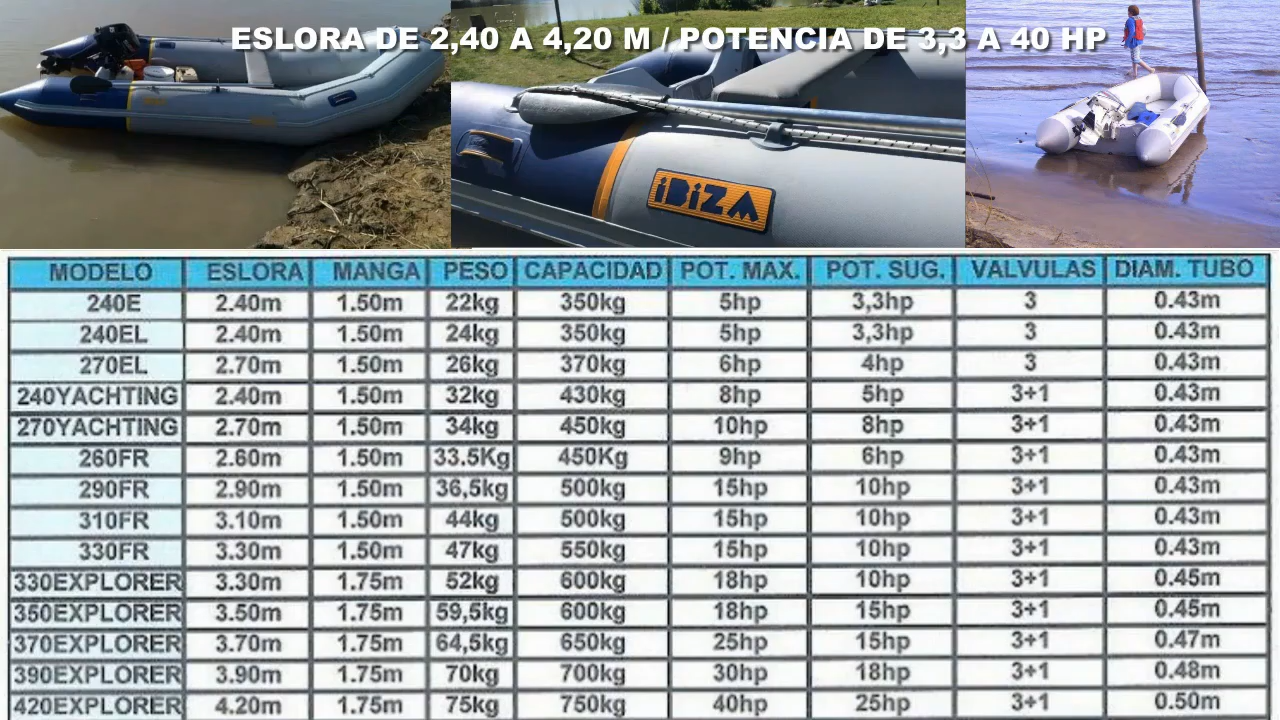 ESLORA DE 2,40 A 4,20 M / POTENCIA DE 3,3 A 40 HP
iBiZA
MODELO ESLORA MANGA PESO CAPACIDAD POT. MAX. POT. SUG. VALVULAS DIAM. TUBO
240E 2.40m 1.50m 22kg 350kg 5hp 3,3hp 3 0.43m
240EL 2.40m 1.50m 24kg 350kg 5hp 3,3hp 3 0.43m
270EL 2.70m 1.50m 26kg 370kg 6hp 4hp 3 0.43m
240YACHTING 2.40m 1.50m 32kg 430kg 8hp 5hp 3+1 0.43m
270YACHTING 2.70m 1.50m 34kg 450kg 10hp 8hp 3+1 0.43m
260FR 2.60m 1.50m 33.5Kg 450Kg 9hp 6hp 3+1 0.43m
290FR 2.90m 1.50m 36,5kg 500kg 15hp 10hp 3+1 0.43m
310FR 3.10m 1.50m 44kg 500kg 15hp 10hp 3+1 0.43m
330FR 3.30m 1.50m 47kg 550kg 15hp 10hp 3+1 0.43m
330EXPLORER 3.30m 1.75m 52kg 600kg 18hp 10hp 3+1 0.45m
350EXPLORER 3.50m 1.75m 59,5kg 600kg 18hp 15hp 3+1 0.45m
370EXPLORER 3.70m 1.75m 64,5kg 650kg 25hp 15hp 3+1 0.47m
390EXPLORER 3.90m 1.75m 70kg 700kg 30hp 18hp 3+1 0.48m
420EXPLORER 4.20m 1.75m 75kg 750kg 40hp 25hp 3+1 0.50m